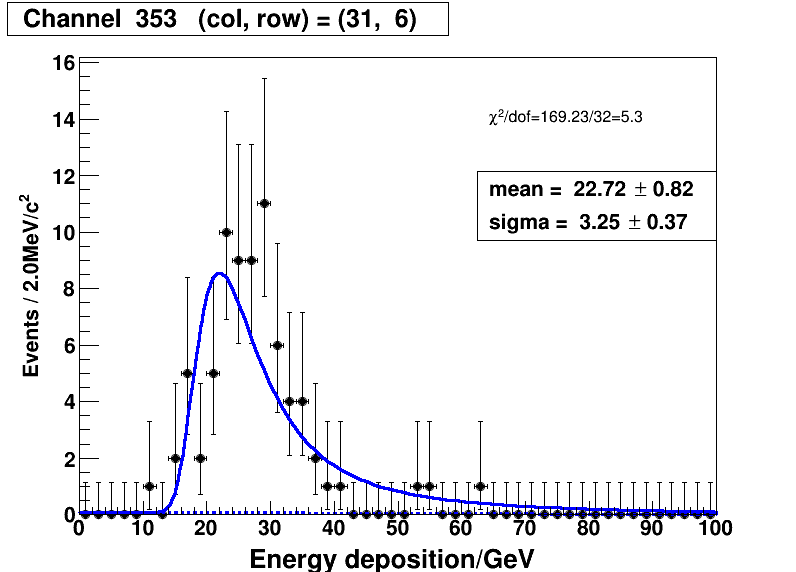 Channel 353 (col, row) = (31, 6)
χ²/dof=169.23/32=5.3
mean = 22.72 ± 0.82
sigma = 3.25 ± 0.37
Events / 2.0MeV/c²
16
14
12
10
8
6
4
2
0
0 10 20 30 40 50 60 70 80 90 100
Energy deposition/GeV